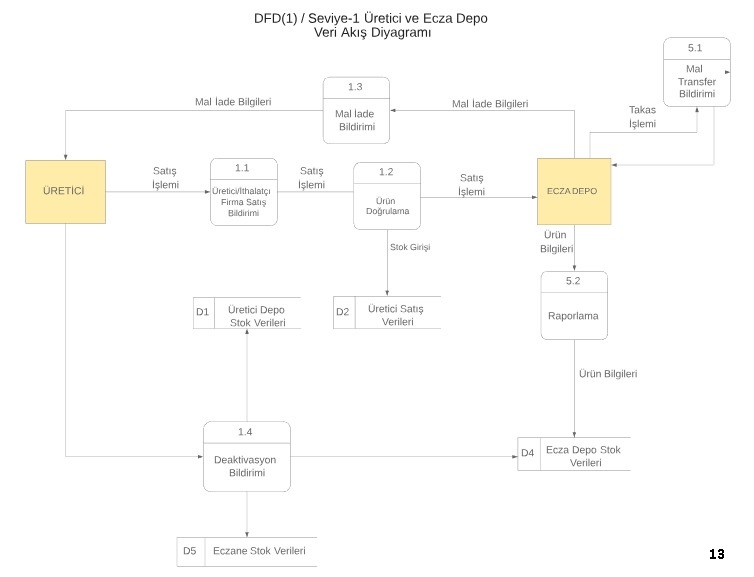 DFD(1) / Seviye-1 Üretici ve Ecza Depo
Veri Akış Diyagramı
5.1
Mal
Transfer
Bildirimi
1.3
Mal İade
Bildirimi
Mal İade Bilgileri
Mal İade Bilgileri
Takas
İşlemi
ÜRETİCİ
Satış
İşlemi
1.1
Üretici/İthalatçı
Firma Satış
Bildirimi
Satış
İşlemi
1.2
Ürün
Doğrulama
Satış
İşlemi
ECZA DEPO
Stok Girişi
Ürün
Bilgileri
5.2
Raporlama
D1
Üretici Depo
Stok Verileri
D2
Üretici Satış
Verileri
Ürün Bilgileri
1.4
Deaktivasyon
Bildirimi
D4
Ecza Depo Stok
Verileri
D5
Eczane Stok Verileri
13